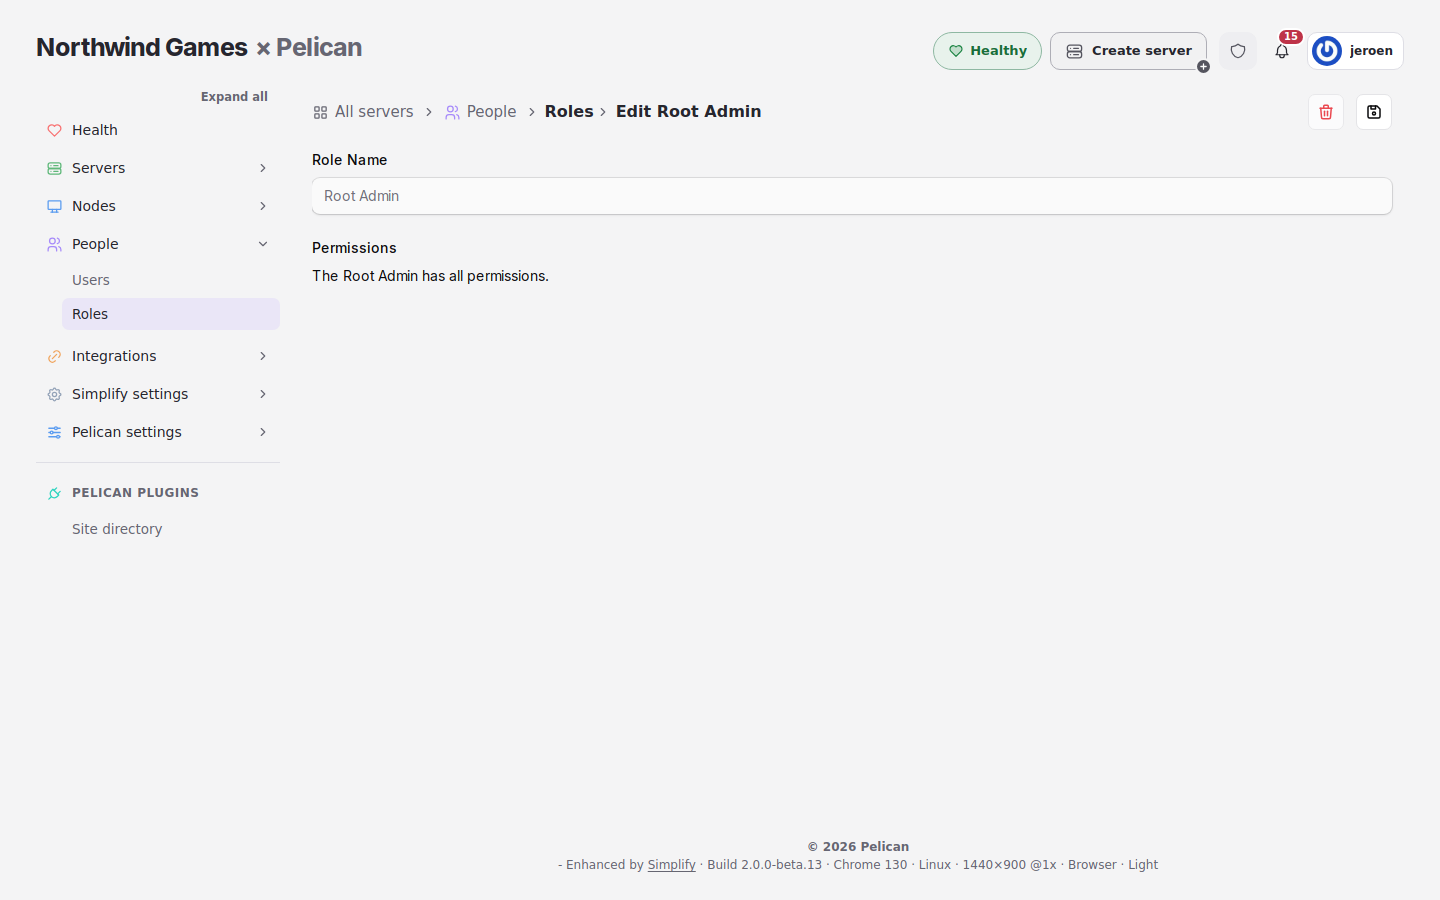 Northwind Games × Pelican
Healthy
Create server
15
jeroen
Expand all
Health
Servers
Nodes
People
Users
Roles
Integrations
Simplify settings
Pelican settings
PELICAN PLUGINS
Site directory
All servers > People > Roles > Edit Root Admin
Role Name
Root Admin
Permissions
The Root Admin has all permissions.
© 2026 Pelican
- Enhanced by Simplify · Build 2.0.0-beta.13 · Chrome 130 · Linux · 1440×900 @1x · Browser · Light